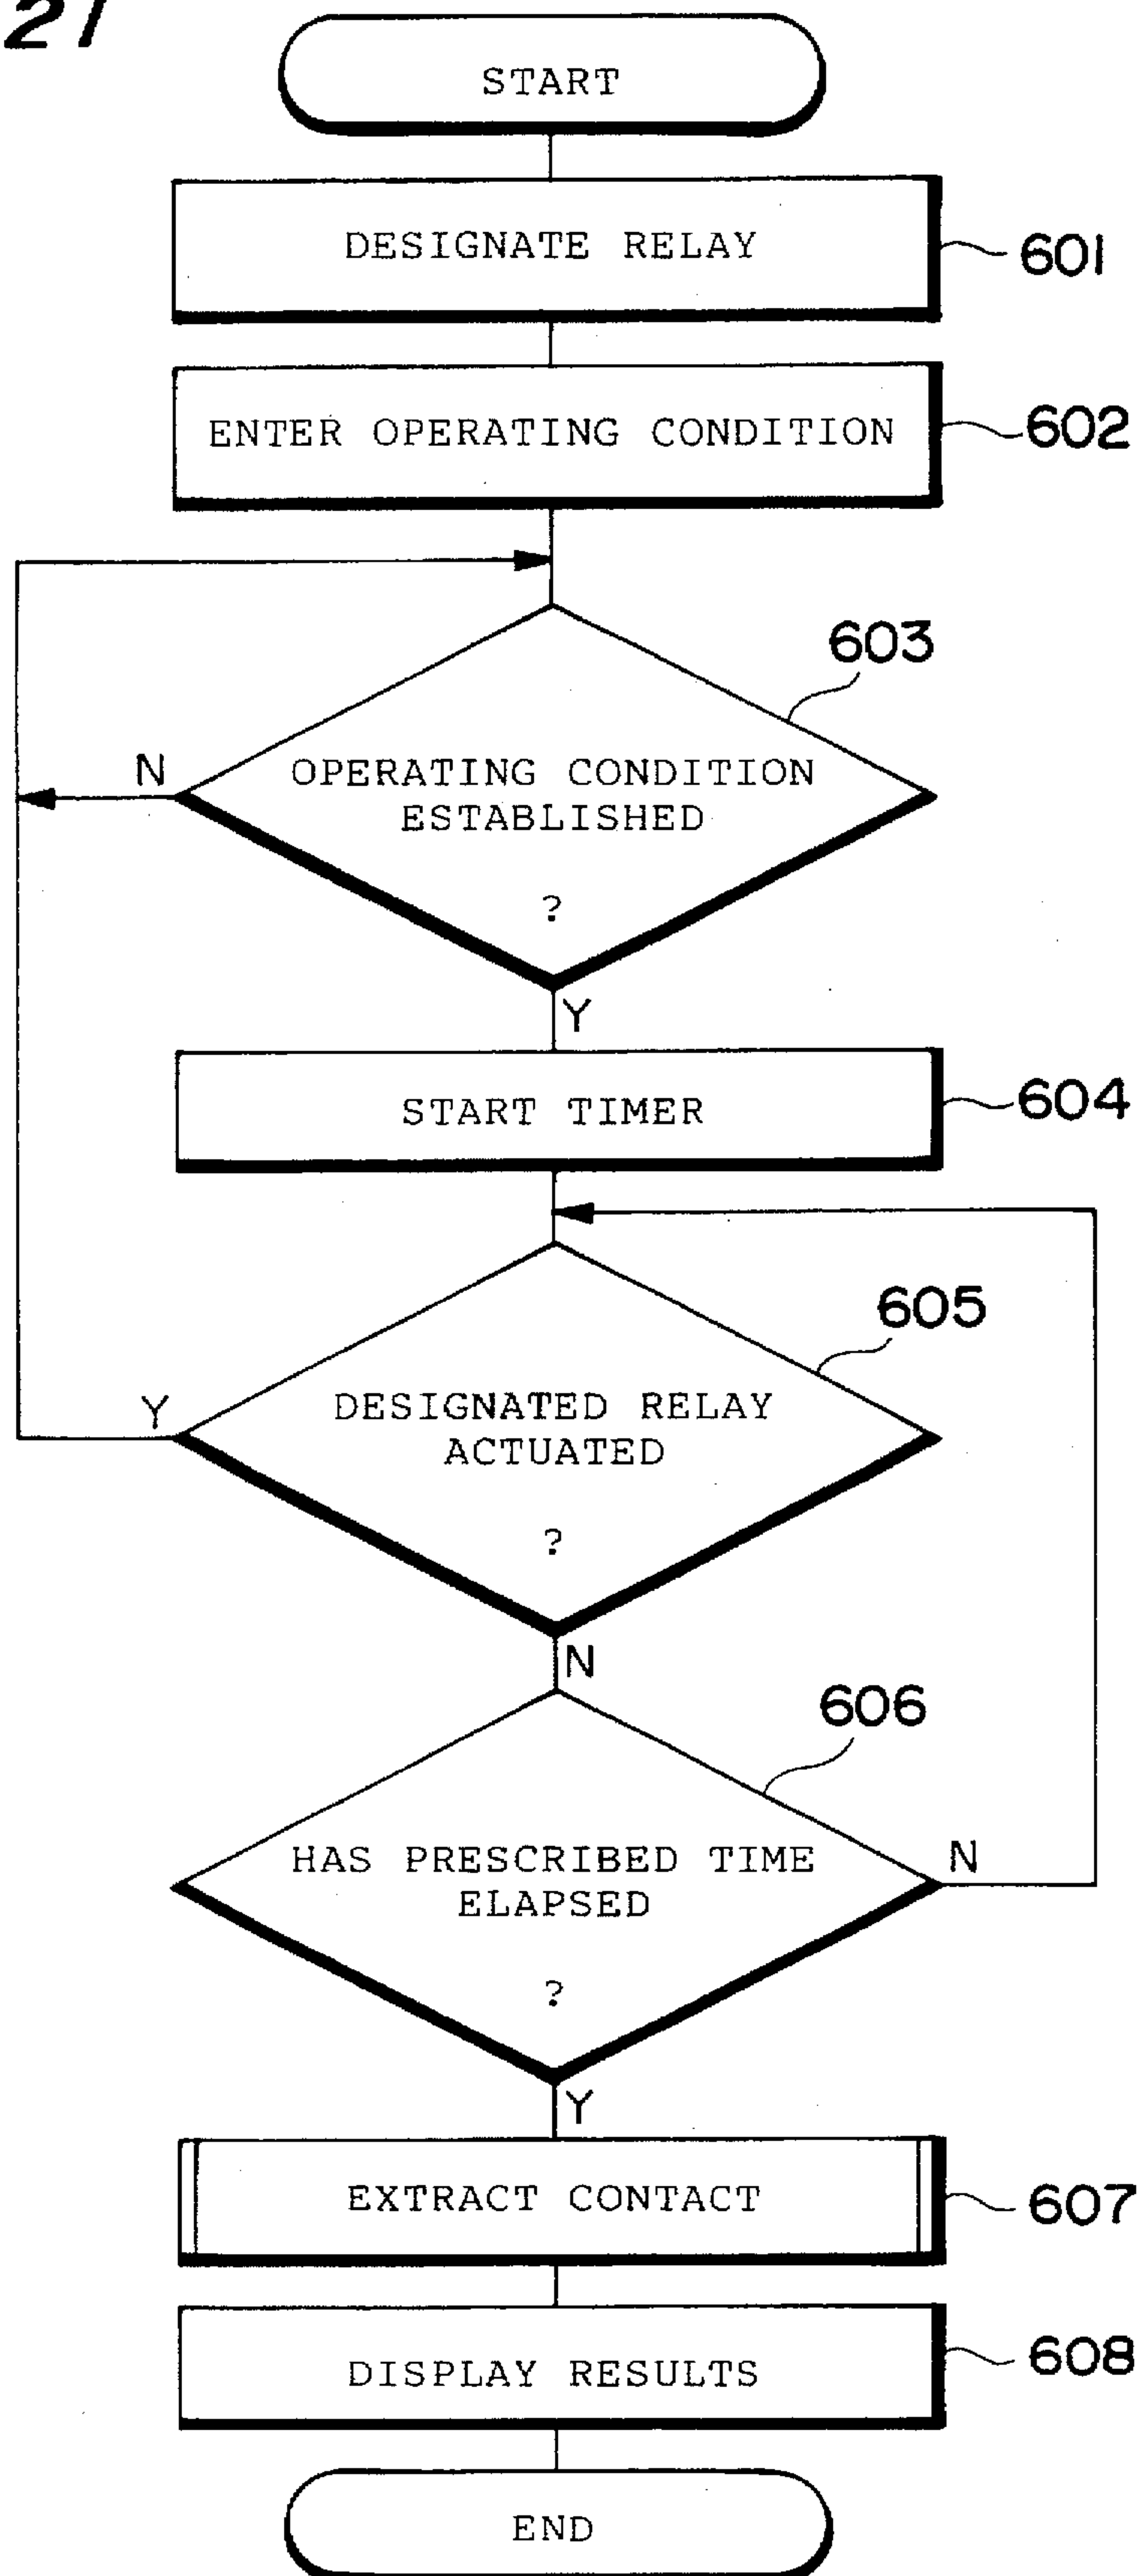 21
START
DESIGNATE RELAY
601
ENTER OPERATING CONDITION
602
603
N
OPERATING CONDITION
ESTABLISHED
?
Y
START TIMER
604
605
Y
DESIGNATED RELAY
ACTUATED
?
N
606
HAS PRESCRIBED TIME
ELAPSED
?
N
Y
EXTRACT CONTACT
607
DISPLAY RESULTS
608
END